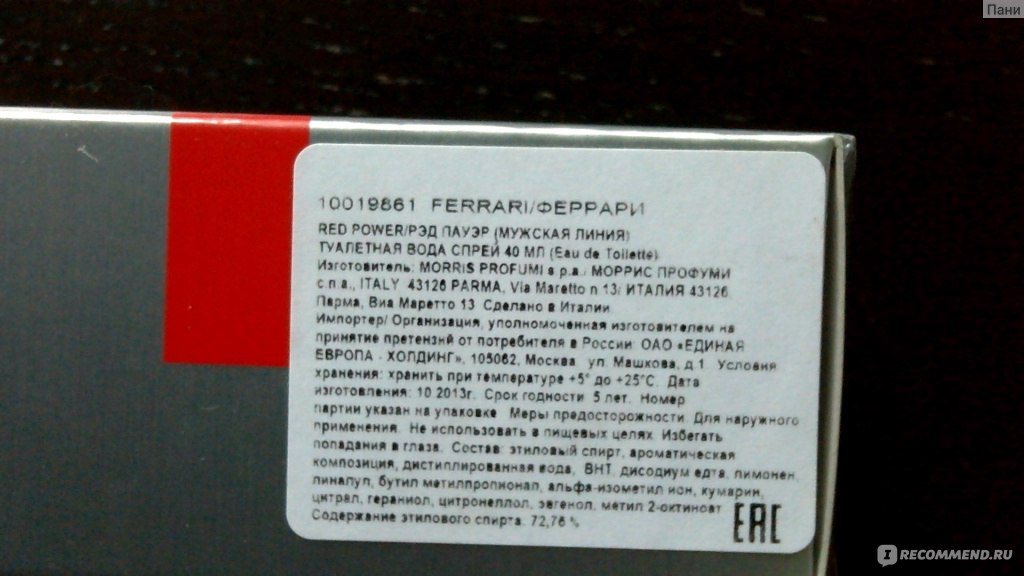 Пани
10019861 FERRARI/ФЕРРАРИ
RED POWER/РЭД ПАУЭР (МУЖСКАЯ ЛИНИЯ)
ТУАЛЕТНАЯ ВОДА СПРЕЙ 40 МЛ (Eau de Toilette)
Изготовитель: MORRIS PROFUMI s.p.a./ МОРРИС ПРОФУМИ
с.п.а., ITALY 43126 PARMA, Via Maretto n 13/ ИТАЛИЯ 43126
Парма, Виа Маретто 13 Сделано в Италии
Импортер/ Организация, уполномоченная изготовителем на
принятие претензий от потребителя в России: ОАО «ЕДИНАЯ
ЕВРОПА - ХОЛДИНГ», 105062, Москва ул. Машкова, д.1 Условия
хранения: хранить при температуре +5° до +25°С. Дата
изготовления: 10.2013г. Срок годности 5 лет. Номер
партии указан на упаковке. Меры предосторожности. Для наружного
применения. Не использовать в пищевых целях. Избегать
попадания в глаза. Состав: этиловый спирт, ароматическая
композиция, дистиллированная вода, BHT, дисодиум едта, лимонен,
линалул, бутил метилпропионал, альфа-изометил ион, кумарин,
цитрал, гераниол, цитронеллол, эвгенол, метил 2-октиноат
Содержание этилового спирта: 72,76 %
EAC
IRECOMMEND.RU